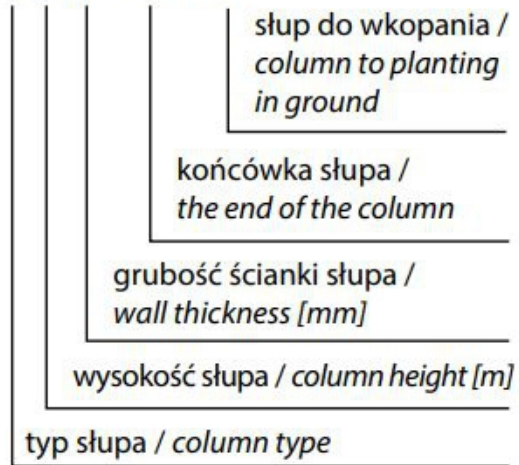 słup do wkopania /
column to planting
in ground
końcówka słupa /
the end of the column
grubość ścianki słupa /
wall thickness [mm]
wysokość słupa / column height [m]
typ słupa / column type